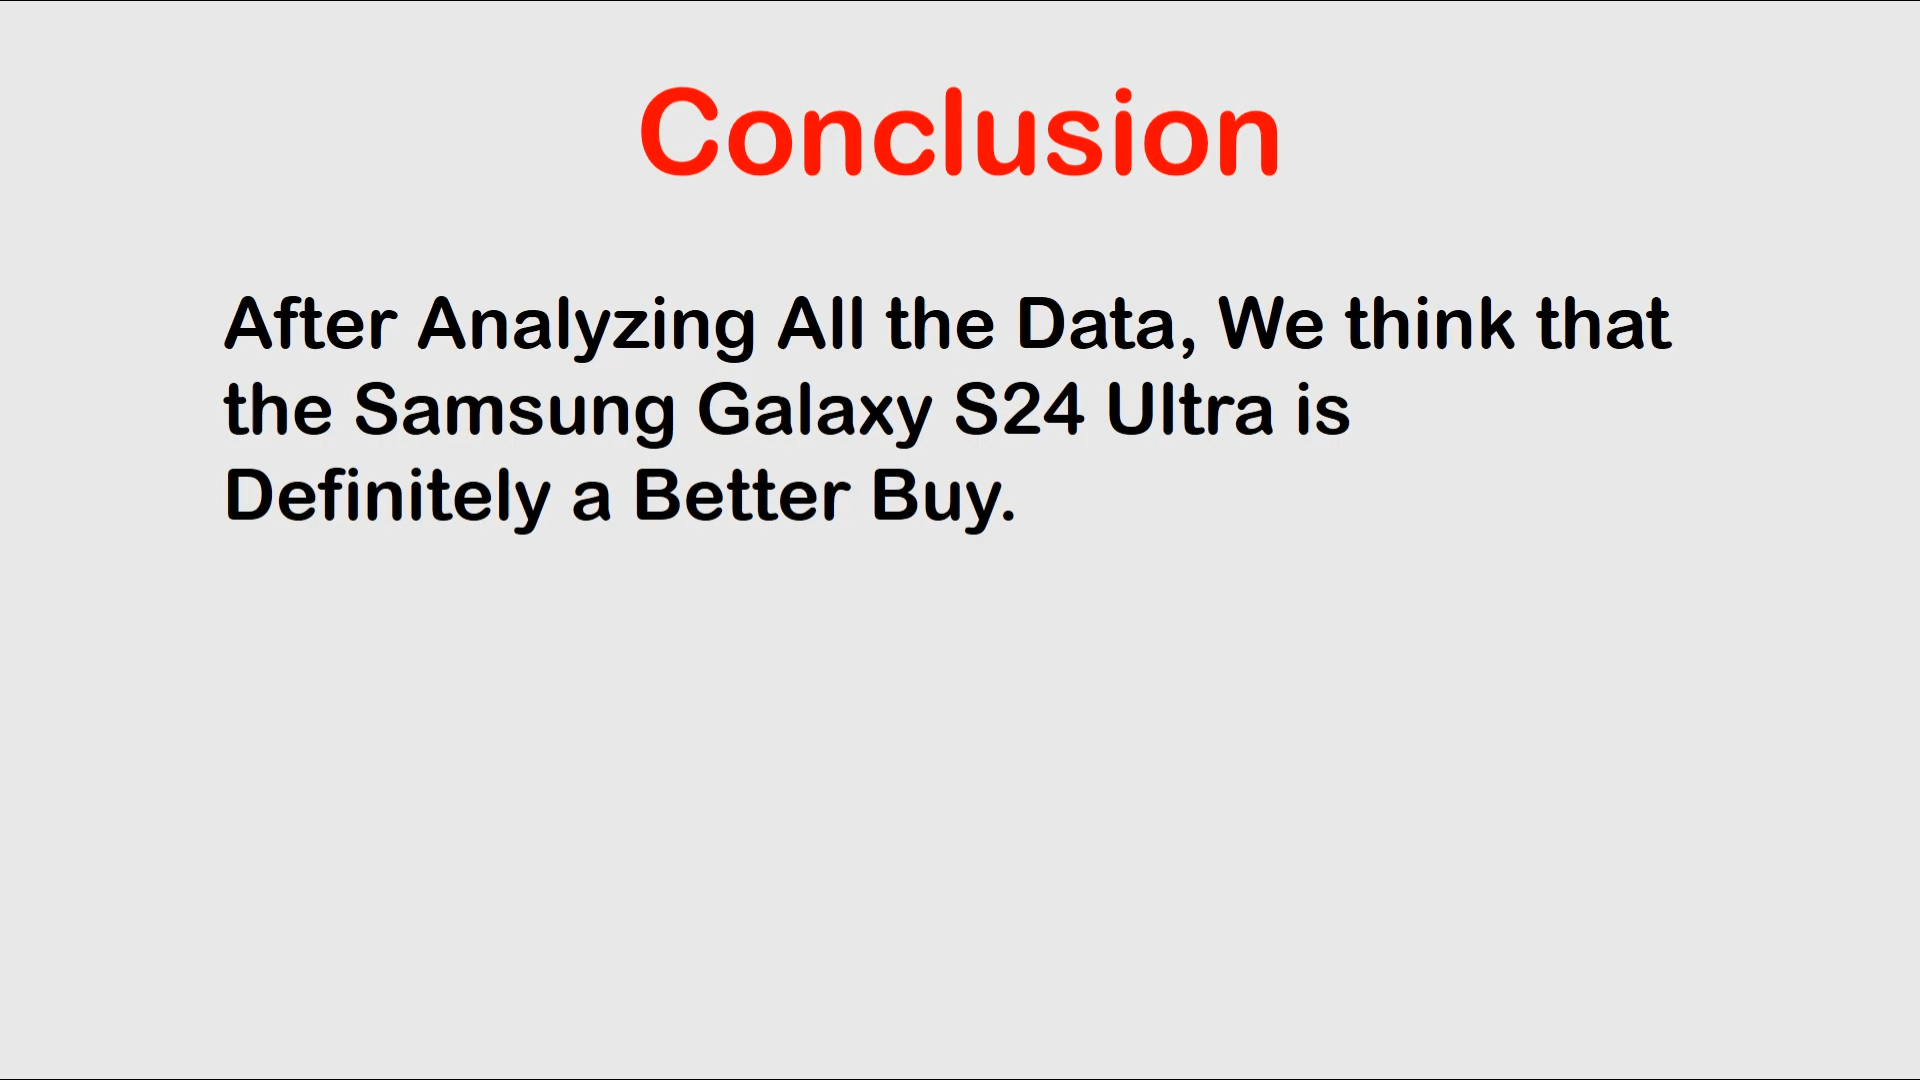 Conclusion
After Analyzing All the Data, We think that
the Samsung Galaxy S24 Ultra is
Definitely a Better Buy.